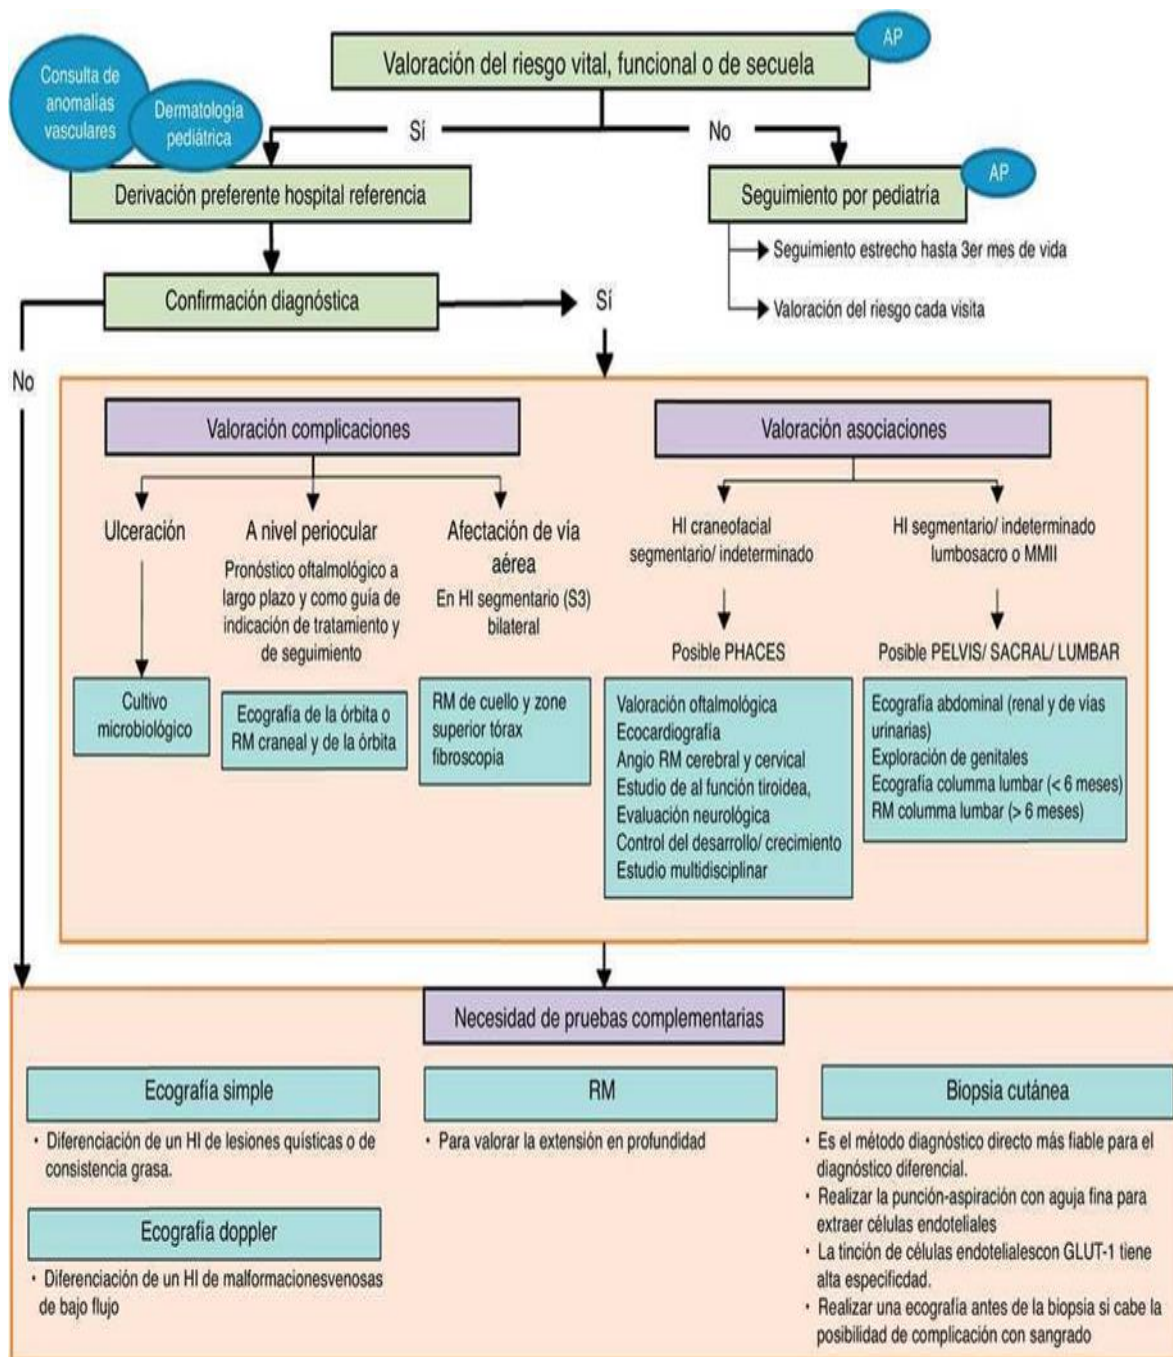 Consulta de
anomalías
vasculares
Dermatología
pediátrica
Valoración del riesgo vital, funcional o de secuela
AP
Sí
No
Derivación preferente hospital referencia
Seguimiento por pediatría
AP
Seguimiento estrecho hasta 3er mes de vida
Valoración del riesgo cada visita
Confirmación diagnóstica
Sí
No
Valoración complicaciones
Ulceración
Cultivo
microbiológico
A nivel periocular
Pronóstico oftalmológico a
largo plazo y como guía de
indicación de tratamiento y
de seguimiento
Ecografía de la órbita o
RM craneal y de la órbita
Afectación de vía
aérea
En HI segmentario (S3)
bilateral
RM de cuello y zone
superior tórax
fibroscopia
Valoración asociaciones
HI craneofacial
segmentario/ indeterminado
Posible PHACES
Valoración oftalmológica
Ecocardiografía
Angio RM cerebral y cervical
Estudio de al función tiroidea,
Evaluación neurológica
Control del desarrollo/ crecimiento
Estudio multidisciplinar
HI segmentario/ indeterminado
lumbosacro o MMII
Posible PELVIS/ SACRAL/ LUMBAR
Ecografía abdominal (renal y de vías
urinarias)
Exploración de genitales
Ecografía columma lumbar (< 6 meses)
RM columma lumbar (> 6 meses)
Necesidad de pruebas complementarias
Ecografía simple
· Diferenciación de un HI de lesiones quísticas o de
consistencia grasa.
Ecografía doppler
· Diferenciación de un HI de malformacionesvenosas
de bajo flujo
RM
· Para valorar la extensión en profundidad
Biopsia cutánea
· Es el método diagnóstico directo más fiable para el
diagnóstico diferencial.
· Realizar la punción-aspiración con aguja fina para
extraer células endoteliales
· La tinción de células endotelialescon GLUT-1 tiene
alta especificdad.
· Realizar una ecografía antes de la biopsia si cabe la
posibilidad de complicación con sangrado